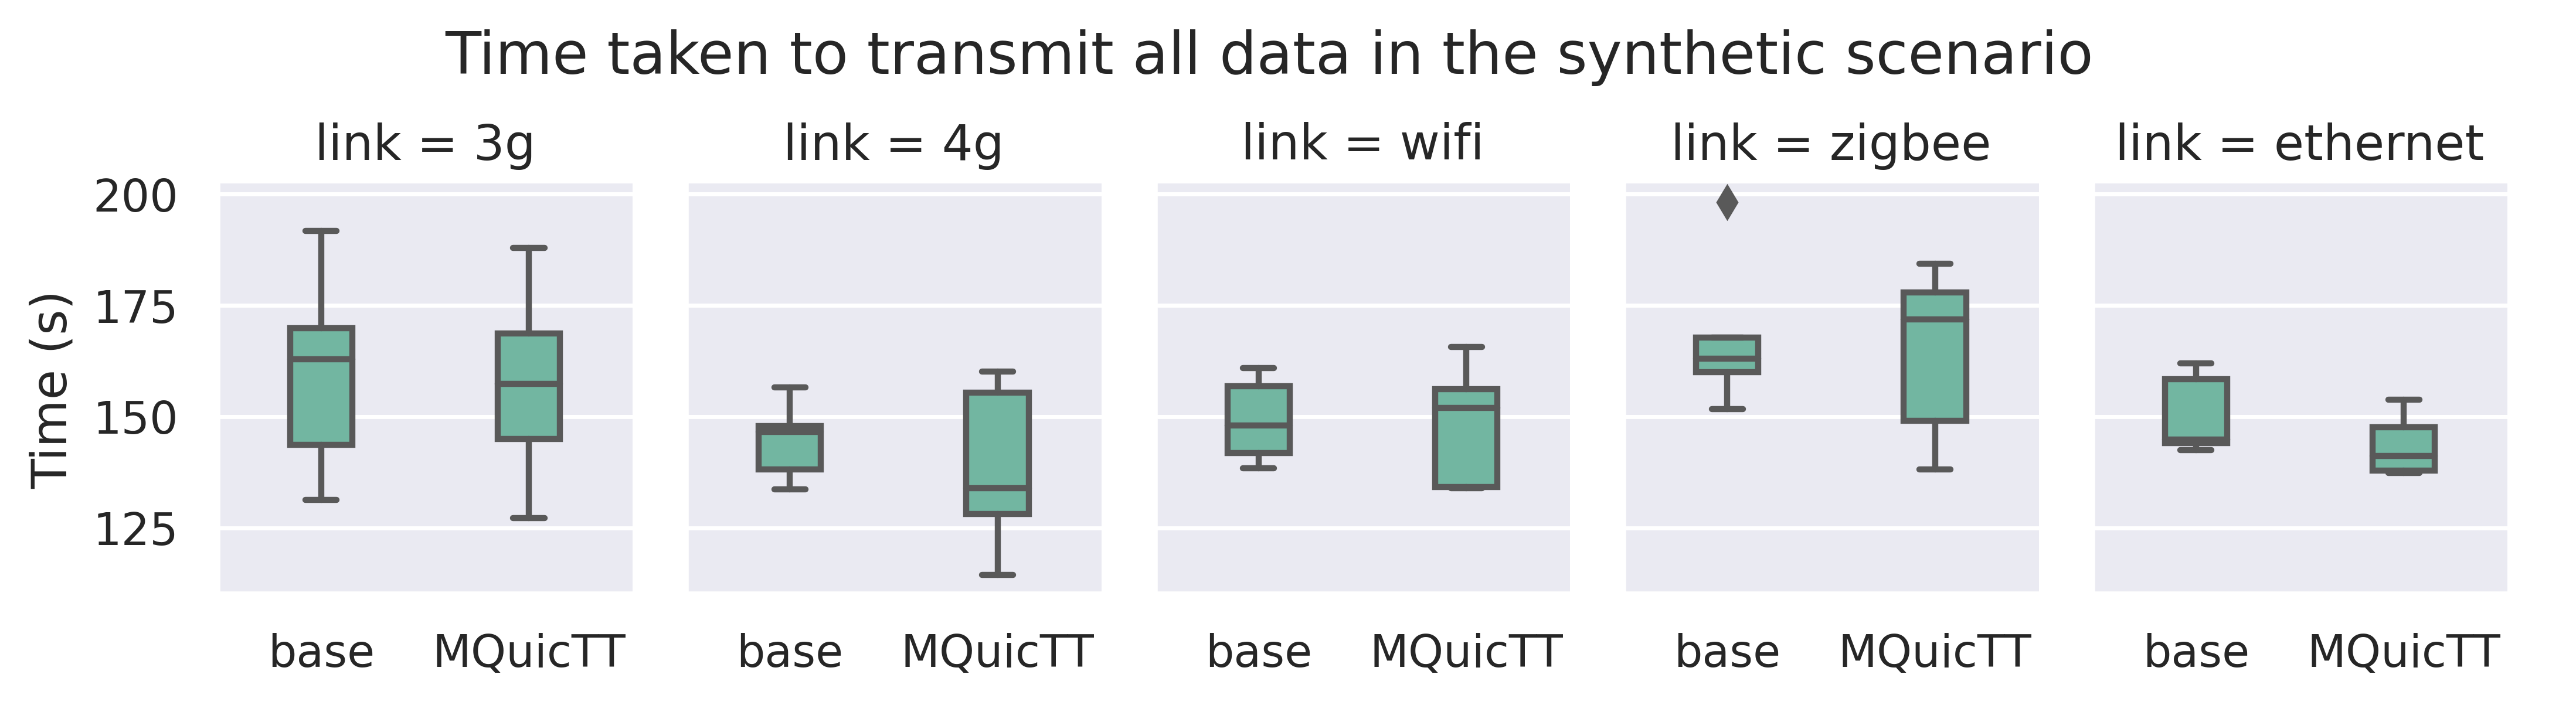 Time taken to transmit all data in the synthetic scenario
link = 3g
link = 4g
link = wifi
link = zigbee
link = ethernet
Time (s)
200
175
150
125
base
MQuicTT
base
MQuicTT
base
MQuicTT
base
MQuicTT
base
MQuicTT